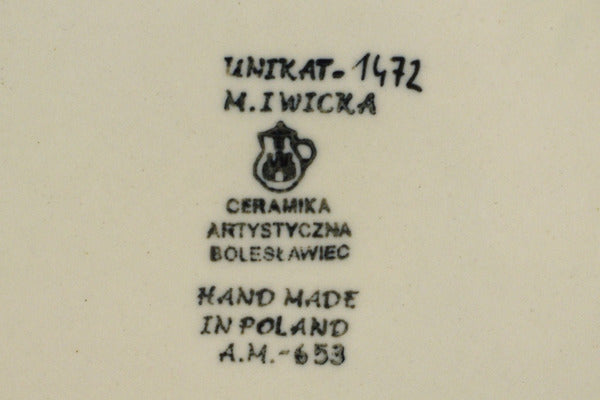 UNIKAT-1472
M.IWICKA
CERAMIKA
ARTYSTYCZNA
BOLESŁAWIEC
HAND MADE
IN POLAND
A.M.-653